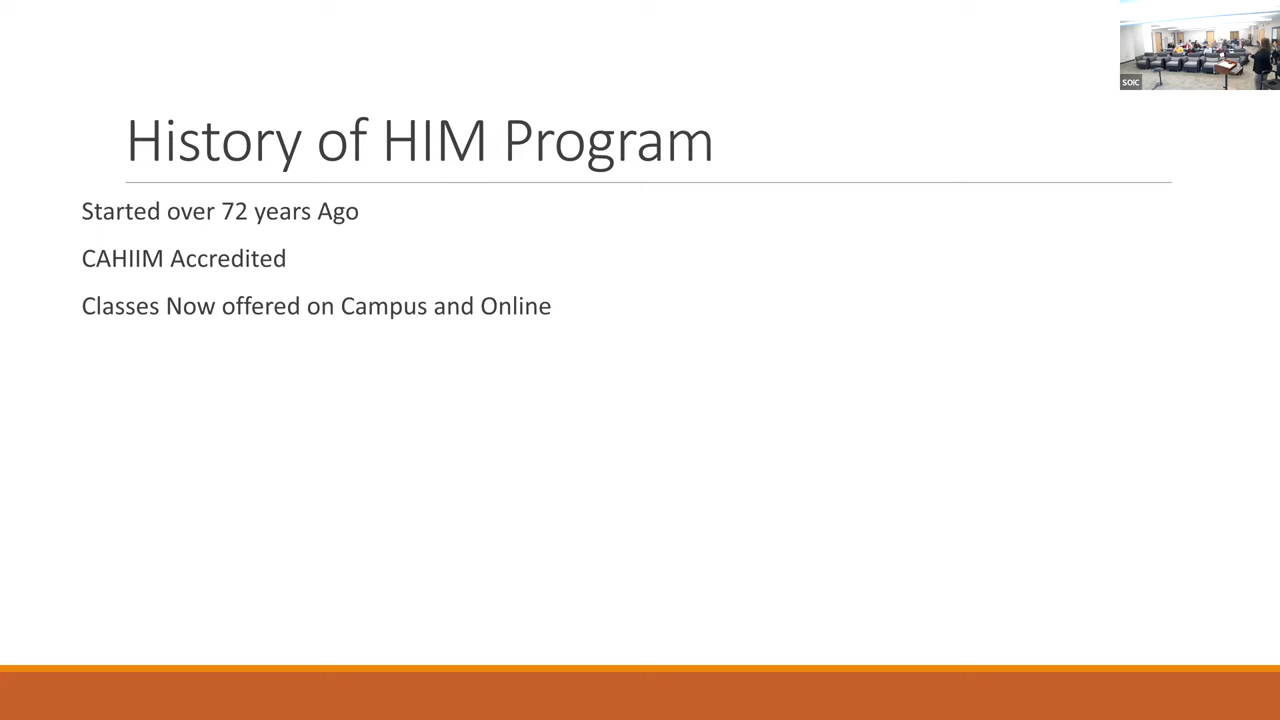 SOIC
History of HIM Program
Started over 72 years Ago
CAHIIM Accredited
Classes Now offered on Campus and Online